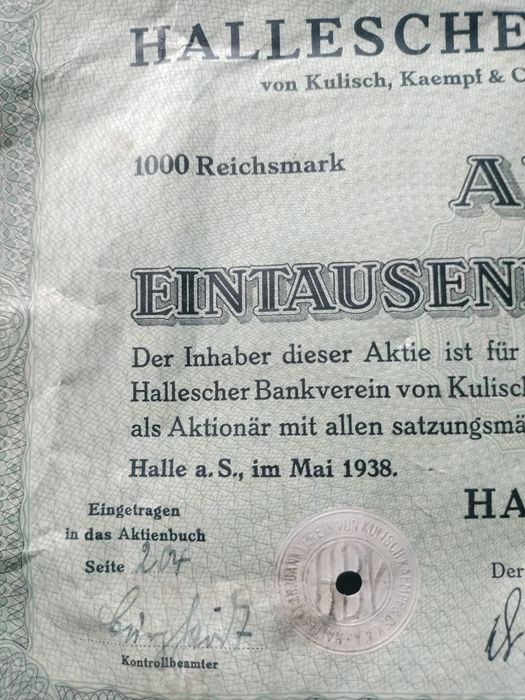 HALLESCHE
von Kulisch, Kaempf & C
1000 Reichsmark
A
EINTAUSEN
Der Inhaber dieser Aktie ist für
Hallescher Bankverein von Kulisch
als Aktionär mit allen satzungsmä
Halle a. S., im Mai 1938.
HA
Eingetragen
in das Aktienbuch
Seite 204
Der
Kontrollbeamter